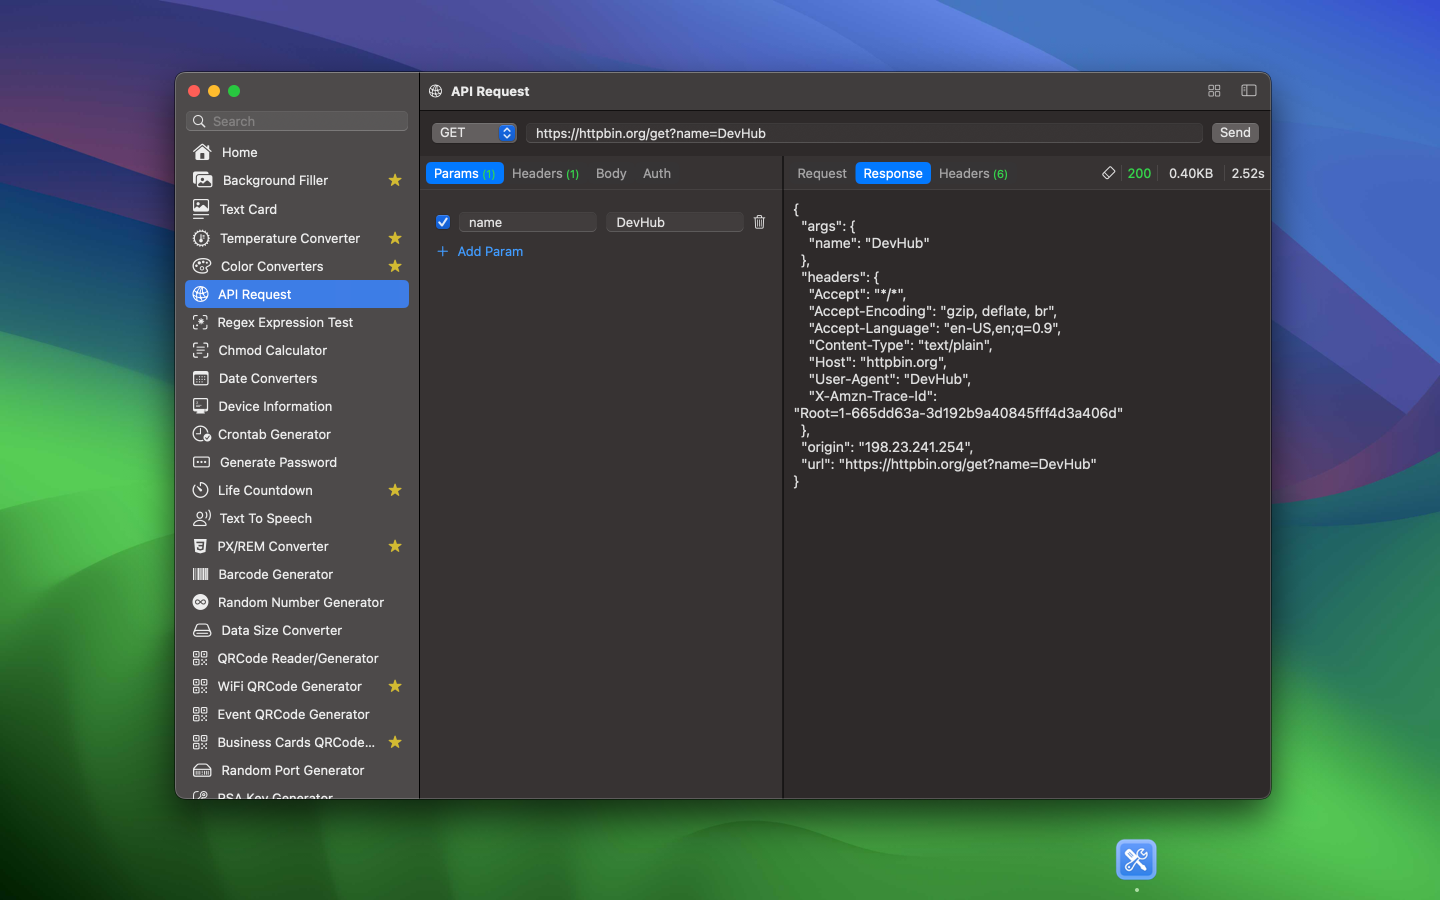 API Request
Search
Home
Background Filler
Text Card
Temperature Converter
Color Converters
API Request
Regex Expression Test
Chmod Calculator
Date Converters
Device Information
Crontab Generator
Generate Password
Life Countdown
Text To Speech
PX/REM Converter
Barcode Generator
Random Number Generator
Data Size Converter
QRCode Reader/Generator
WiFi QRCode Generator
Event QRCode Generator
Business Cards QRCode...
Random Port Generator
RSA Key Generator
GET https://httpbin.org/get?name=DevHub Send
Params (1) Headers (1) Body Auth
name DevHub
+ Add Param
Request Response Headers (6) 200 0.40KB 2.52s
{
"args": {
"name": "DevHub"
},
"headers": {
"Accept": "*/*",
"Accept-Encoding": "gzip, deflate, br",
"Accept-Language": "en-US,en;q=0.9",
"Content-Type": "text/plain",
"Host": "httpbin.org",
"User-Agent": "DevHub",
"X-Amzn-Trace-Id":
"Root=1-665dd63a-3d192b9a40845fff4d3a406d"
},
"origin": "198.23.241.254",
"url": "https://httpbin.org/get?name=DevHub"
}